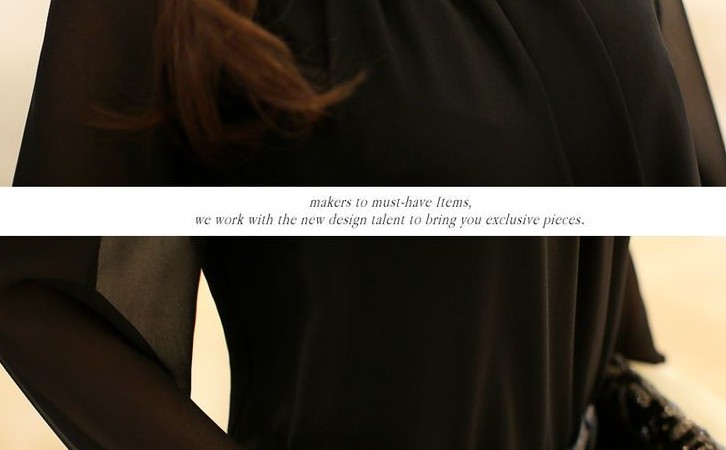 makers to must-have Items,
we work with the new design talent to bring you exclusive pieces.